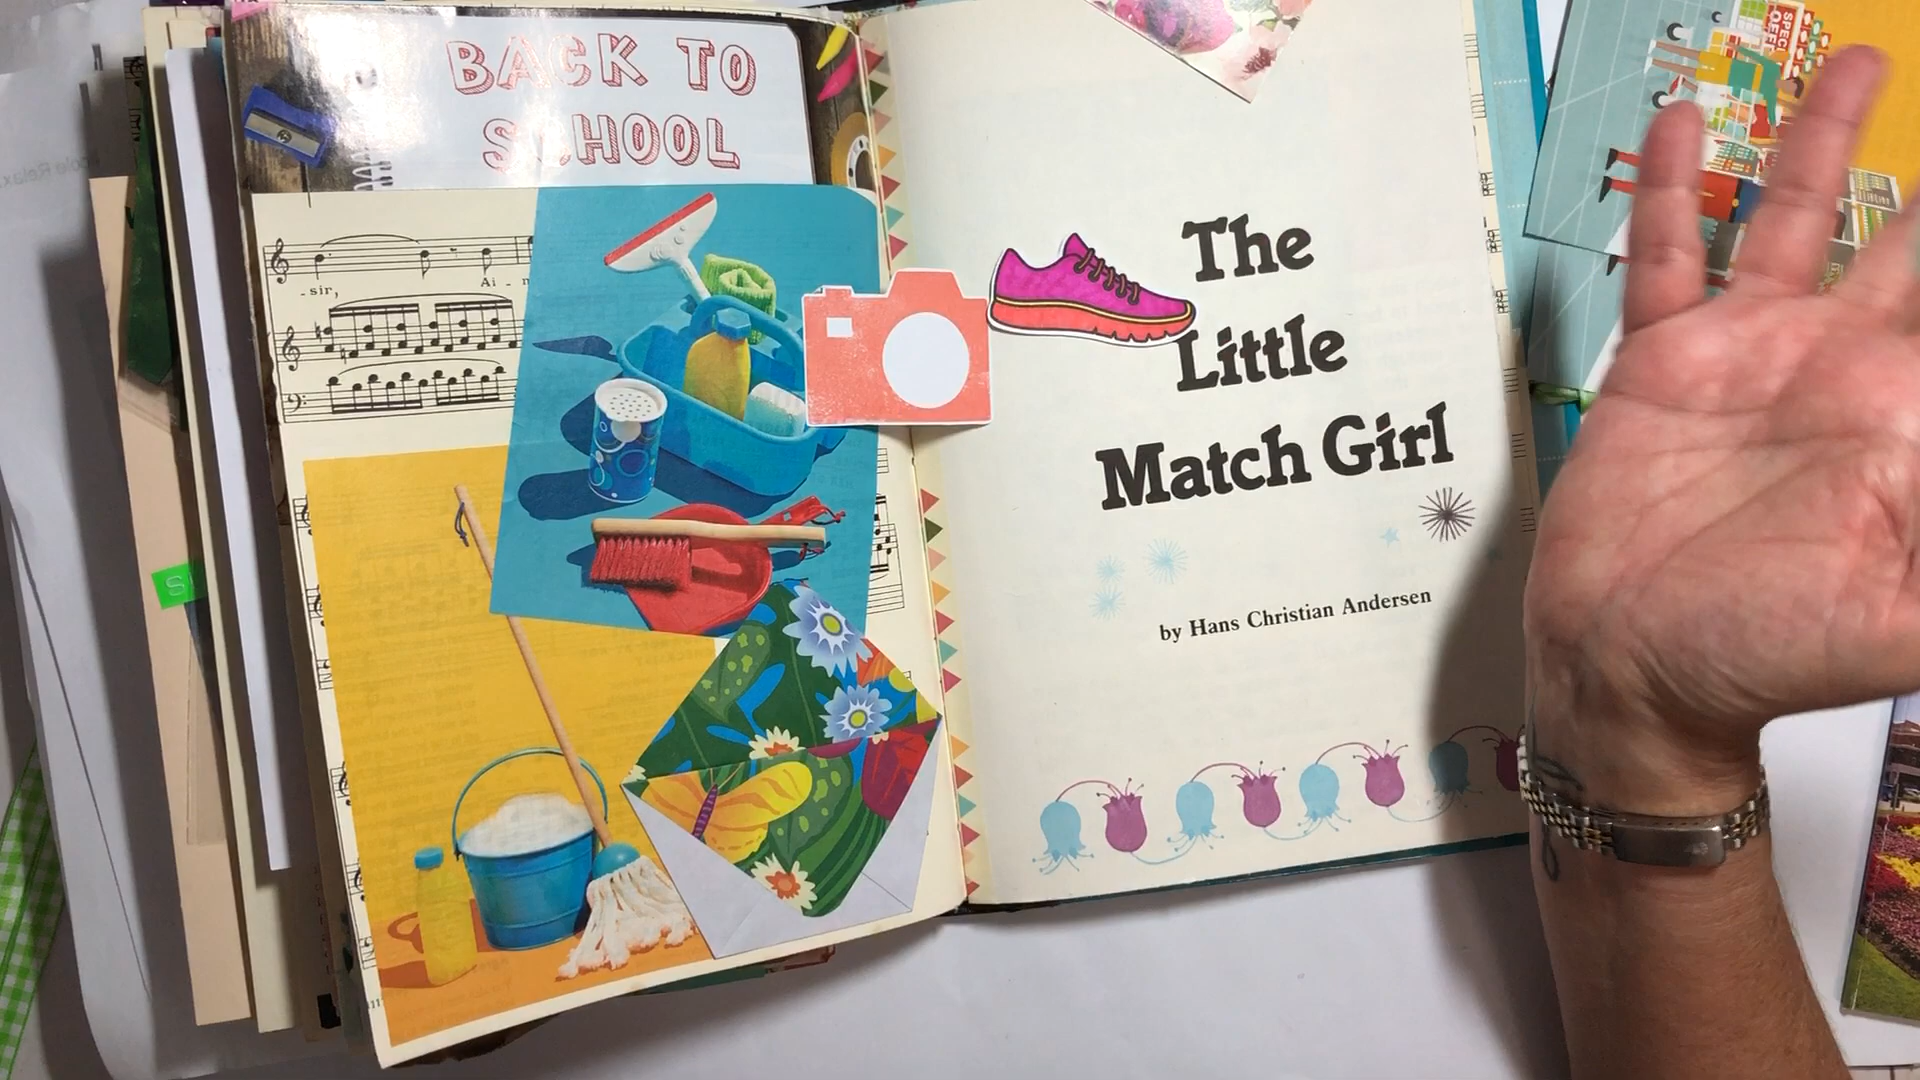 BACK TO
SCHOOL
- sir,
Ai - n
S
The
Little
Match Girl
by Hans Christian Andersen